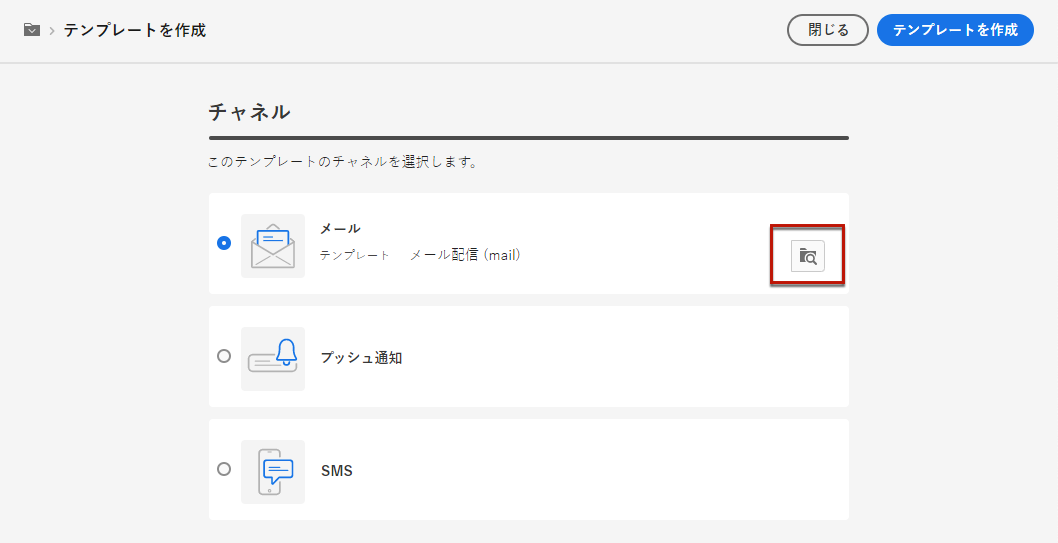 テンプレートを作成
閉じる
テンプレートを作成
チャネル
このテンプレートのチャネルを選択します。
メール
テンプレート メール配信 (mail)
プッシュ通知
SMS